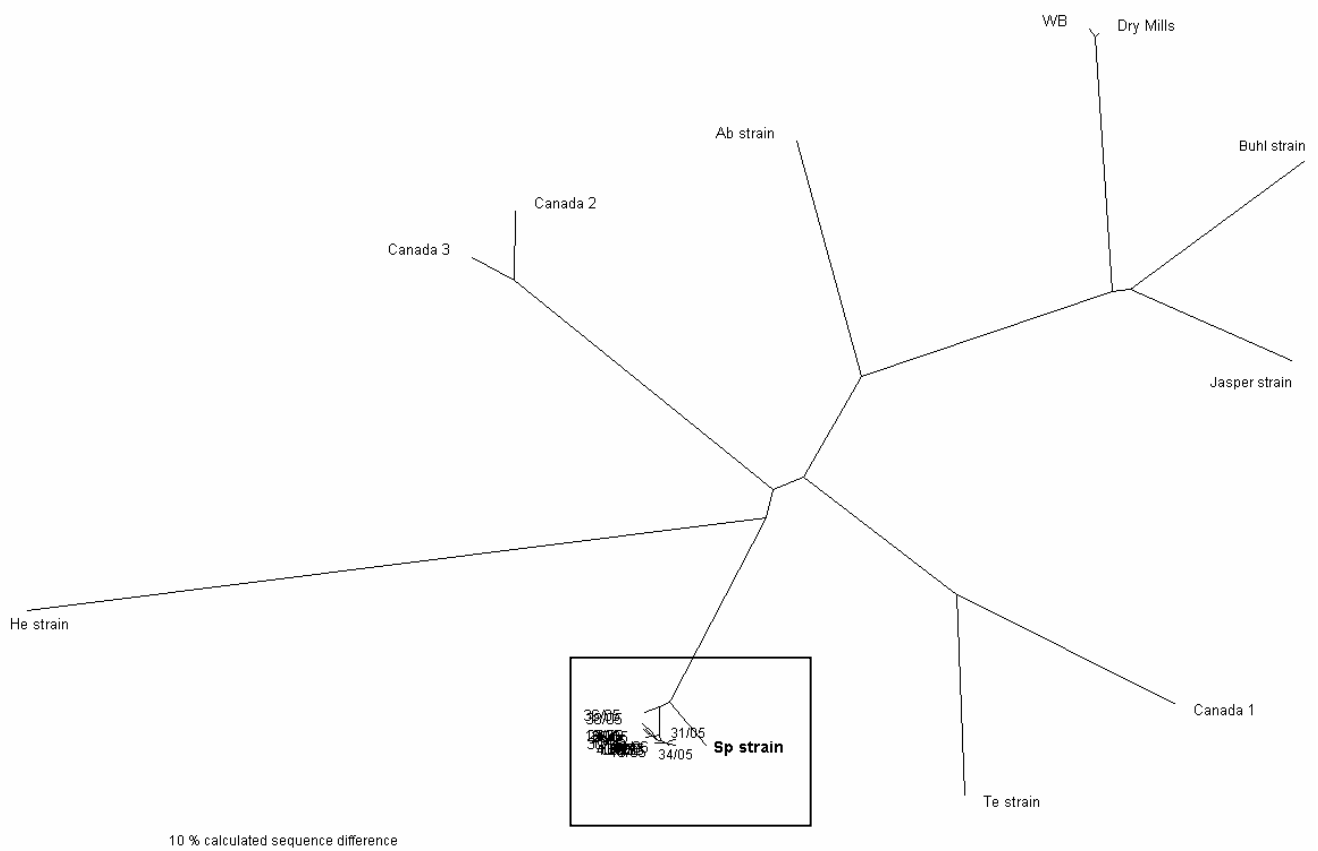 WB
Dry Mills
Ab strain
Buhl strain
Canada 2
Canada 3
Jasper strain
He strain
Canada 1
31/05
Sp strain
34/05
Te strain
10 % calculated sequence difference